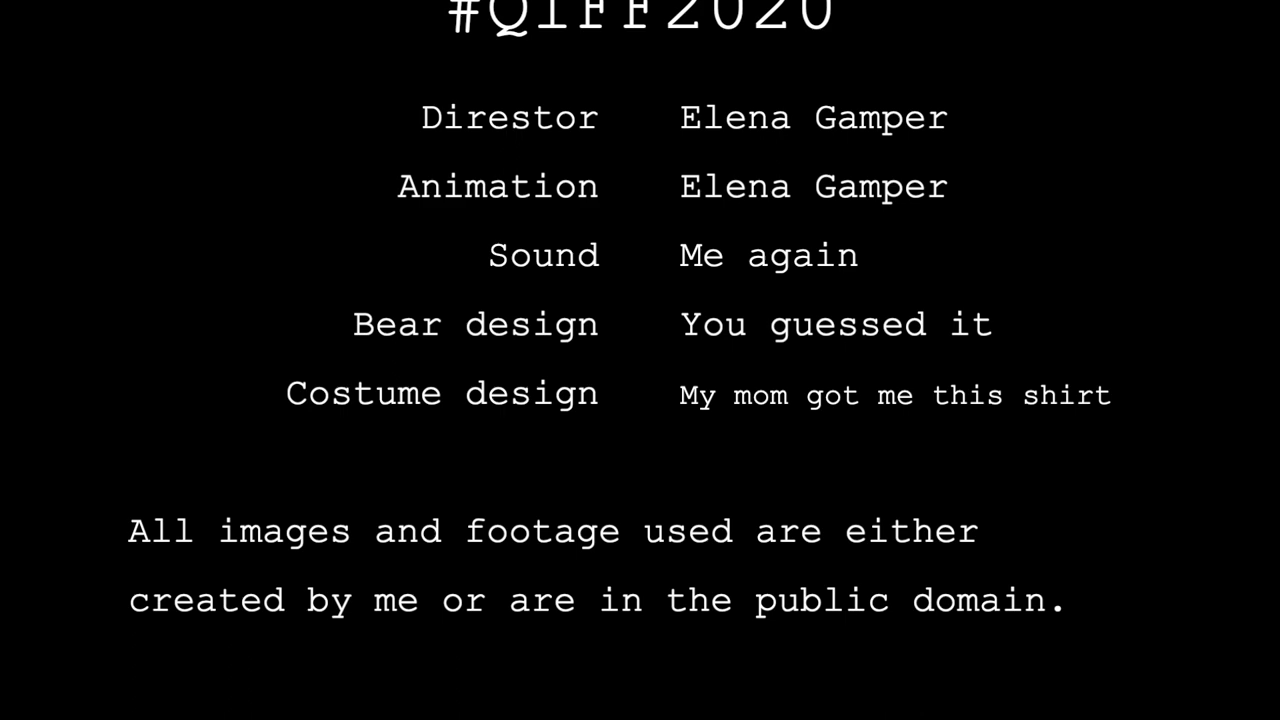 #QIFF2020
Direstor Elena Gamper
Animation Elena Gamper
Sound Me again
Bear design You guessed it
Costume design My mom got me this shirt
All images and footage used are either
created by me or are in the public domain.